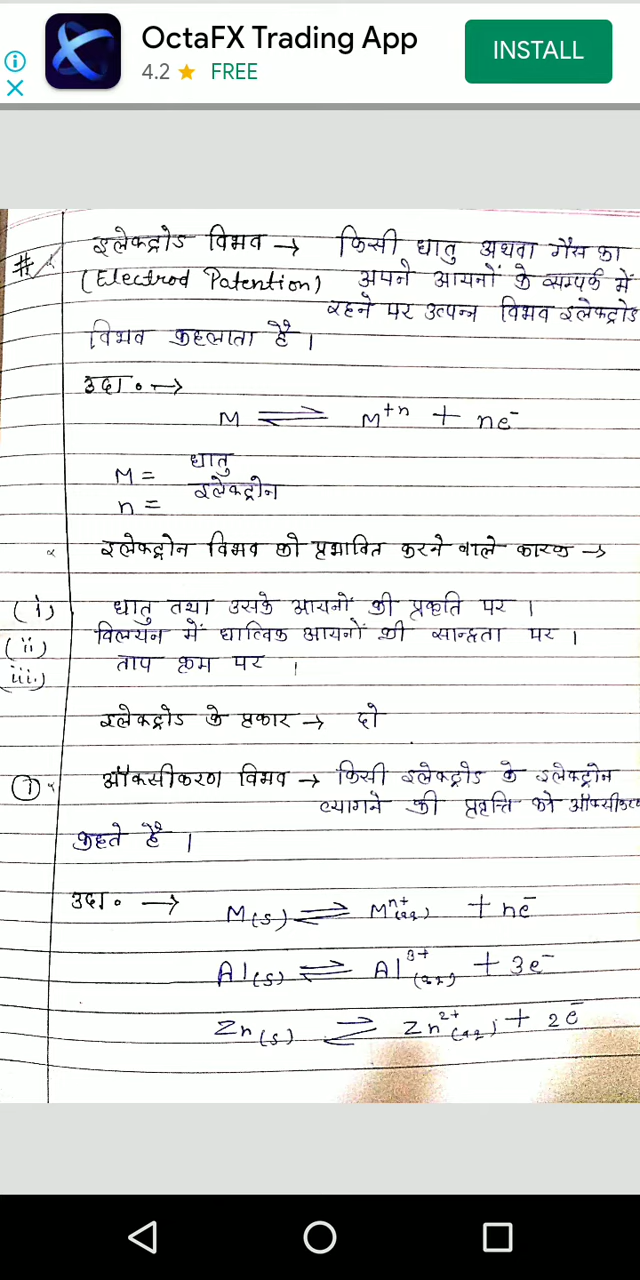 OctaFX Trading App
4.2 ★ FREE
INSTALL
# इलेक्ट्रोड विभव → किसी धातु अथवा गैस का
(Electrod Patention) अपने आयनों के सम्पर्क में
रहने पर उत्पन्न विभव इलेक्ट्रोड
विभव कहलाता है ।
उदा० →
M ⇌ M⁺ⁿ + ne⁻
M = धातु
n = इलेक्ट्रोन
इलेक्ट्रोन विभव को प्रभावित करने वाले कारक →
(i) धातु तथा उसके आयनों की प्रकृति पर ।
(ii) विलयन में धात्विक आयनों की सान्द्रता पर ।
iii.) ताप क्रम पर ।
इलेक्ट्रोड के प्रकार → दो
① ऑक्सीकरण विभव → किसी इलेक्ट्रोड के इलेक्ट्रोन
त्यागने की प्रवृत्ति को ऑक्सीकरण
कहते है ।
उदा० → M(s) ⇌ Mⁿ⁺(aq) + ne⁻
Al(s) ⇌ Al³⁺(aq) + 3e⁻
Zn(s) ⇌ Zn²⁺(aq) + 2e⁻